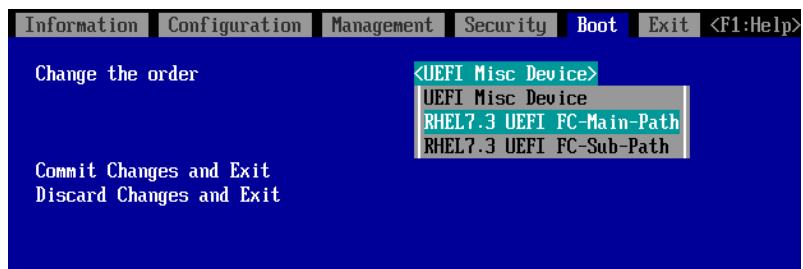 Information Configuration Management Security Boot Exit <F1:Help>
Change the order <UEFI Misc Device>
UEFI Misc Device
RHEL7.3 UEFI FC-Main-Path
RHEL7.3 UEFI FC-Sub-Path
Commit Changes and Exit
Discard Changes and Exit